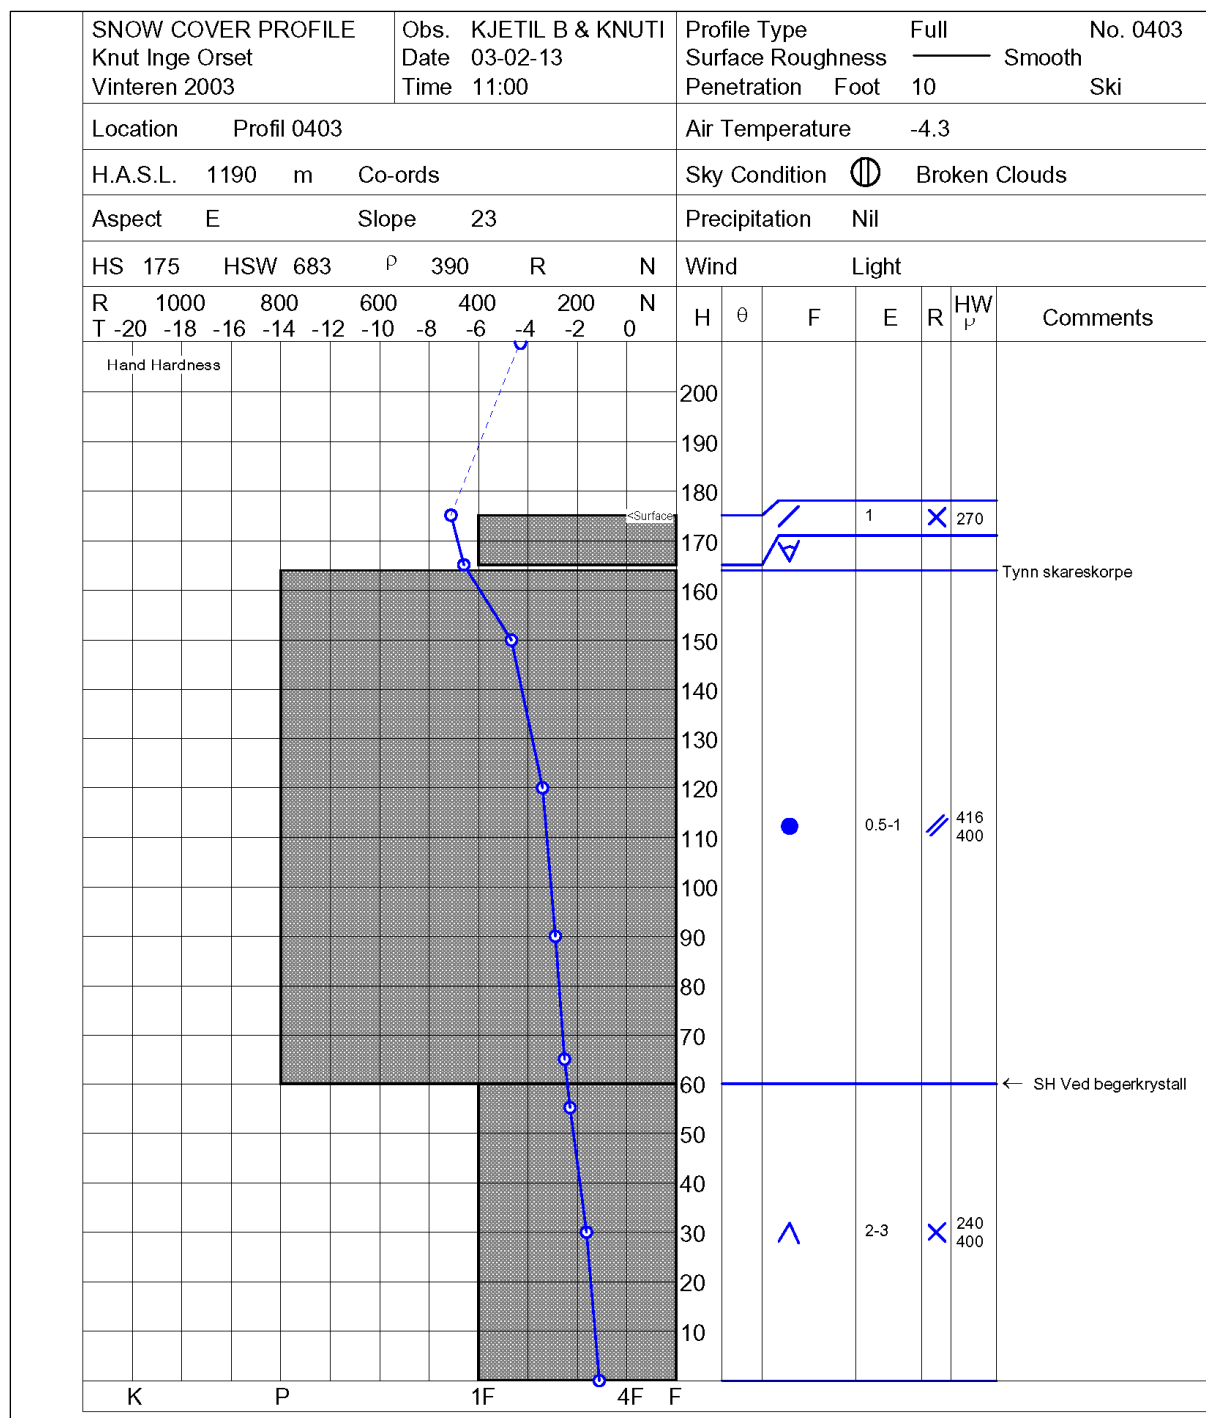 SNOW COVER PROFILE Obs. KJETIL B & KNUTI Profile Type Full No. 0403
Knut Inge Orset Date 03-02-13 Surface Roughness Smooth
Vinteren 2003 Time 11:00 Penetration Foot 10 Ski
Location Profil 0403 Air Temperature -4.3
H.A.S.L. 1190 m Co-ords Sky Condition Broken Clouds
Aspect E Slope 23 Precipitation Nil
HS 175 HSW 683 ρ 390 R N Wind Light
R 1000 800 600 400 200 N
T -20 -18 -16 -14 -12 -10 -8 -6 -4 -2 0
H θ F E R HW ρ Comments
Hand Hardness
200
190
180
<Surface 1 270
170
Tynn skareskorpe
160
150
140
130
120
416
110 0.5-1 400
100
90
80
70
60 ← SH Ved begerkrystall
50
40
240
30 2-3 400
20
10
K P 1F 4F F